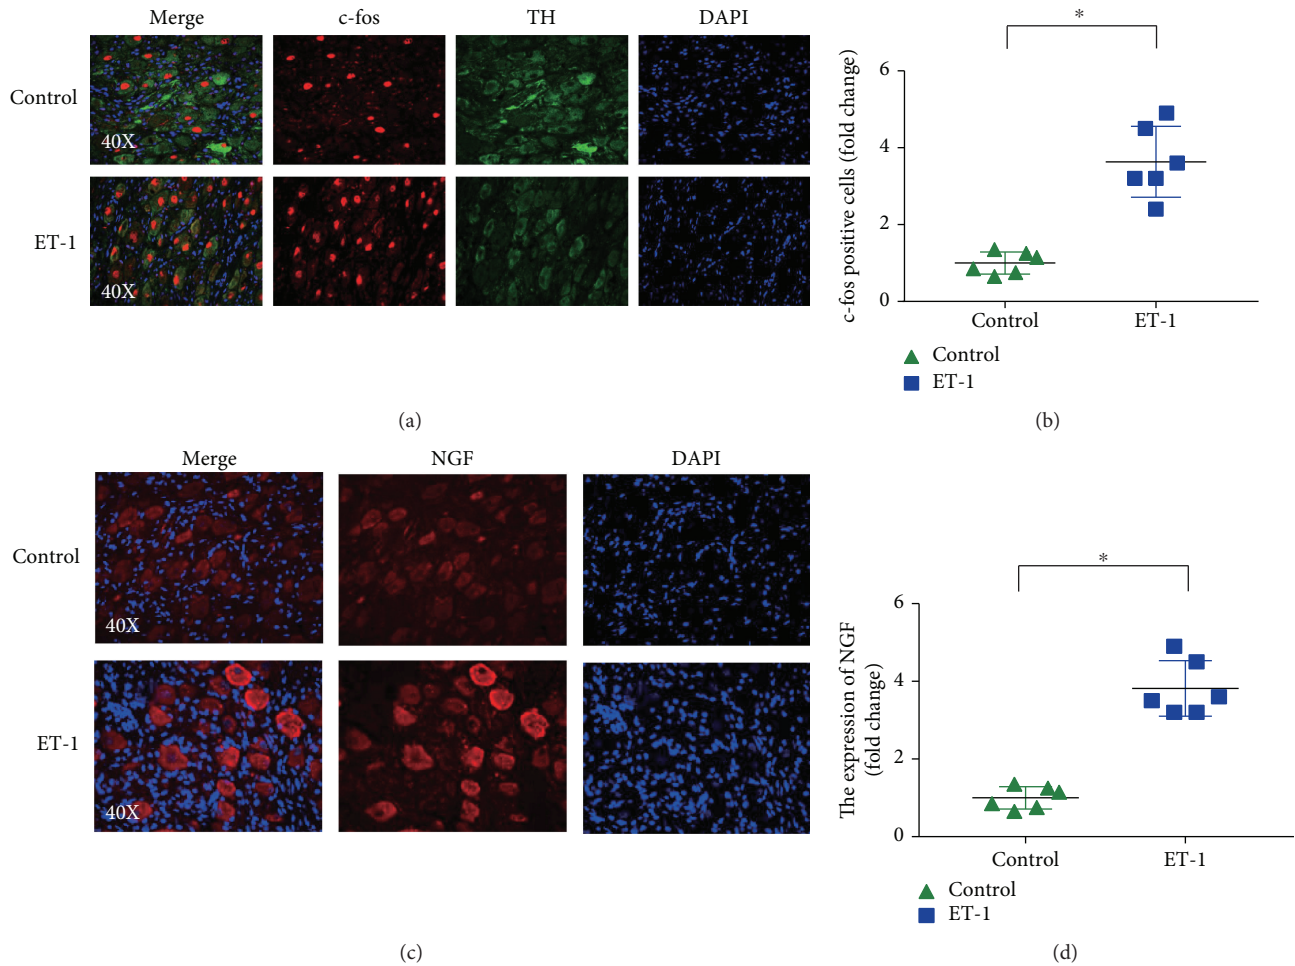 Merge c-fos TH DAPI
Control
40X
ET-1
40X
(a)
*
c-fos positive cells (fold change)
6
4
2
0
Control ET-1
Control
ET-1
(b)
Merge NGF DAPI
Control
40X
ET-1
40X
(c)
*
The expression of NGF
(fold change)
6
4
2
0
Control ET-1
Control
ET-1
(d)